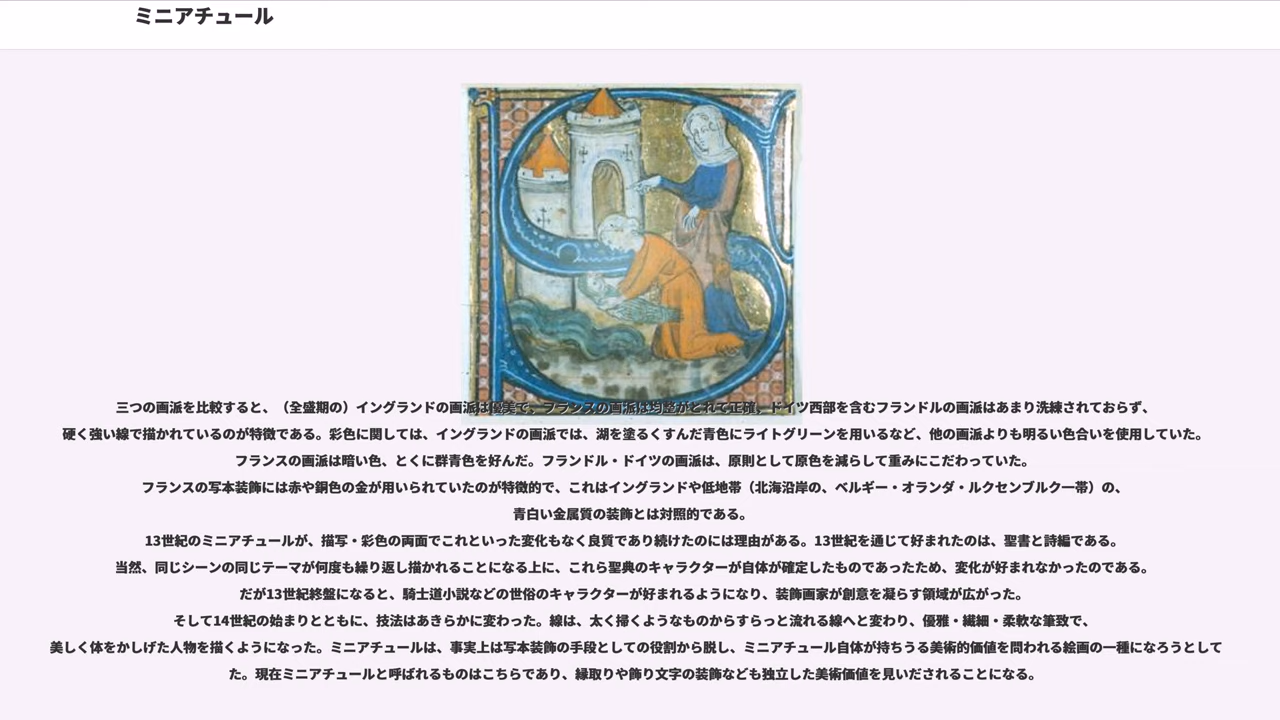 ミニアチュール
三つの画派を比較すると、（全盛期の）イングランドの画派は優美で、フランスの画派は均整がとれて正確、ドイツ西部を含むフランドルの画派はあまり洗練されておらず、
硬く強い線で描かれているのが特徴である。彩色に関しては、イングランドの画派では、湖を塗るくすんだ青色にライトグリーンを用いるなど、他の画派よりも明るい色合いを使用していた。
フランスの画派は暗い色、とくに群青色を好んだ。フランドル・ドイツの画派は、原則として原色を減らして重みにこだわっていた。
フランスの写本装飾には赤や銅色の金が用いられていたのが特徴的で、これはイングランドや低地帯（北海沿岸の、ベルギー・オランダ・ルクセンブルク一帯）の、
青白い金属質の装飾とは対照的である。
13世紀のミニアチュールが、描写・彩色の両面でこれといった変化もなく良質であり続けたのには理由がある。13世紀を通じて好まれたのは、聖書と詩編である。
当然、同じシーンの同じテーマが何度も繰り返し描かれることになる上に、これら聖典のキャラクターが自体が確定したものであったため、変化が好まれなかったのである。
だが13世紀終盤になると、騎士道小説などの世俗のキャラクターが好まれるようになり、装飾画家が創意を凝らす領域が広がった。
そして14世紀の始まりとともに、技法はあきらかに変わった。線は、太く掃くようなものからすらっと流れる線へと変わり、優雅・繊細・柔軟な筆致で、
美しく体をかしげた人物を描くようになった。ミニアチュールは、事実上は写本装飾の手段としての役割から脱し、ミニアチュール自体が持ちうる美術的価値を問われる絵画の一種になろうとして
た。現在ミニアチュールと呼ばれるものはこちらであり、縁取りや飾り文字の装飾なども独立した美術価値を見いだされることになる。